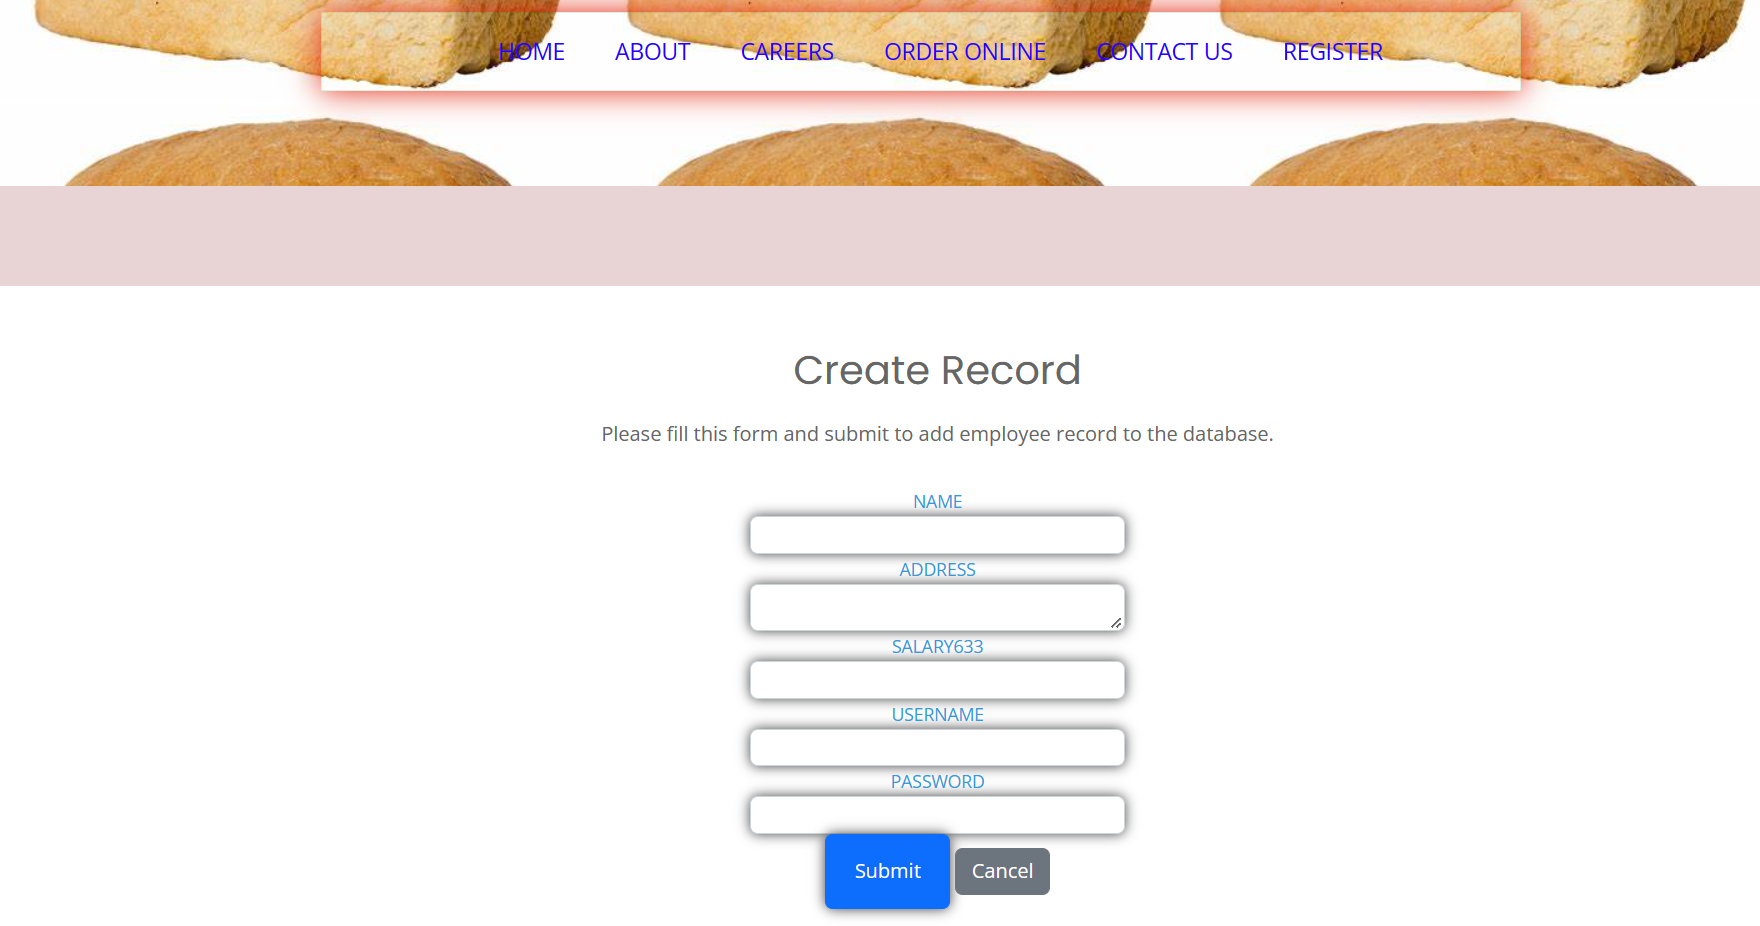 HOME ABOUT CAREERS ORDER ONLINE CONTACT US REGISTER
Create Record
Please fill this form and submit to add employee record to the database.
NAME
ADDRESS
SALARY633
USERNAME
PASSWORD
Submit Cancel